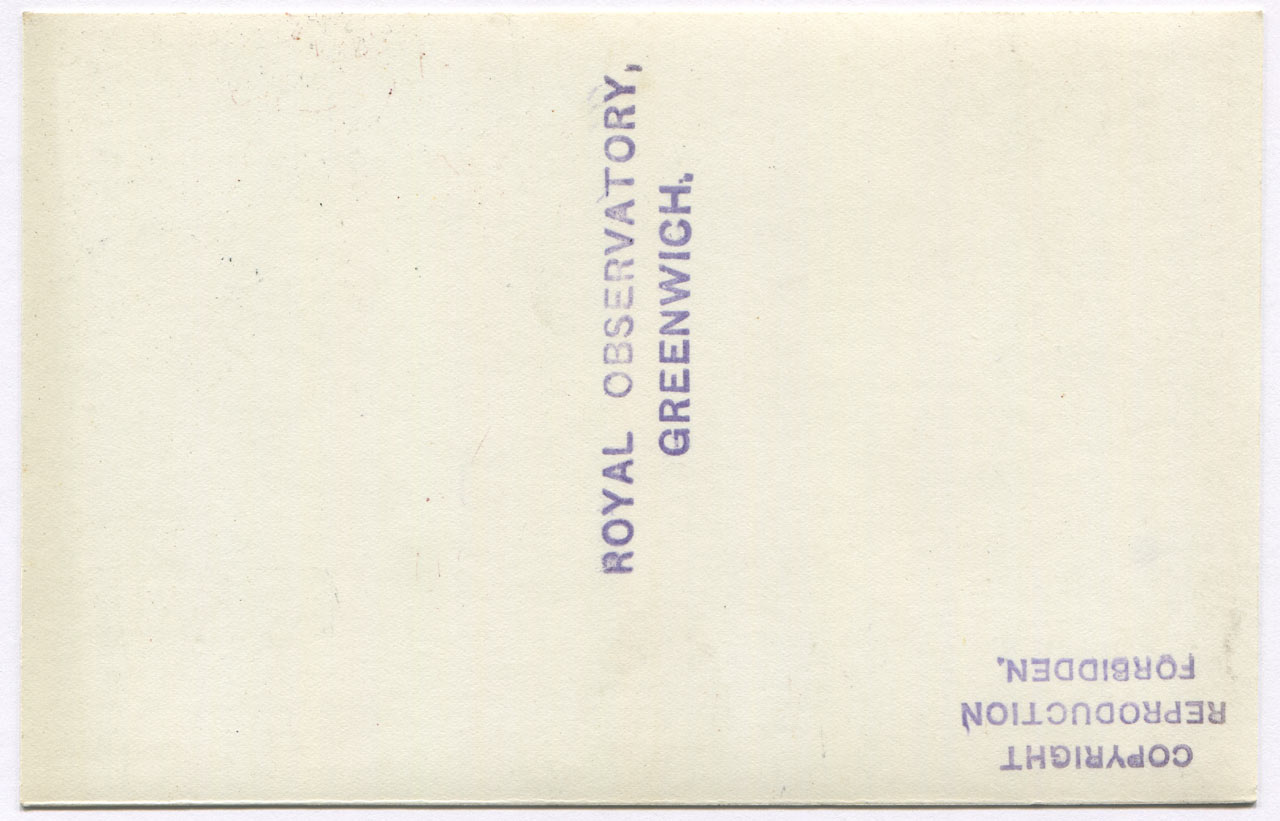 ROYAL OBSERVATORY,
GREENWICH.
COPYRIGHT
REPRODUCTION
FORBIDDEN.